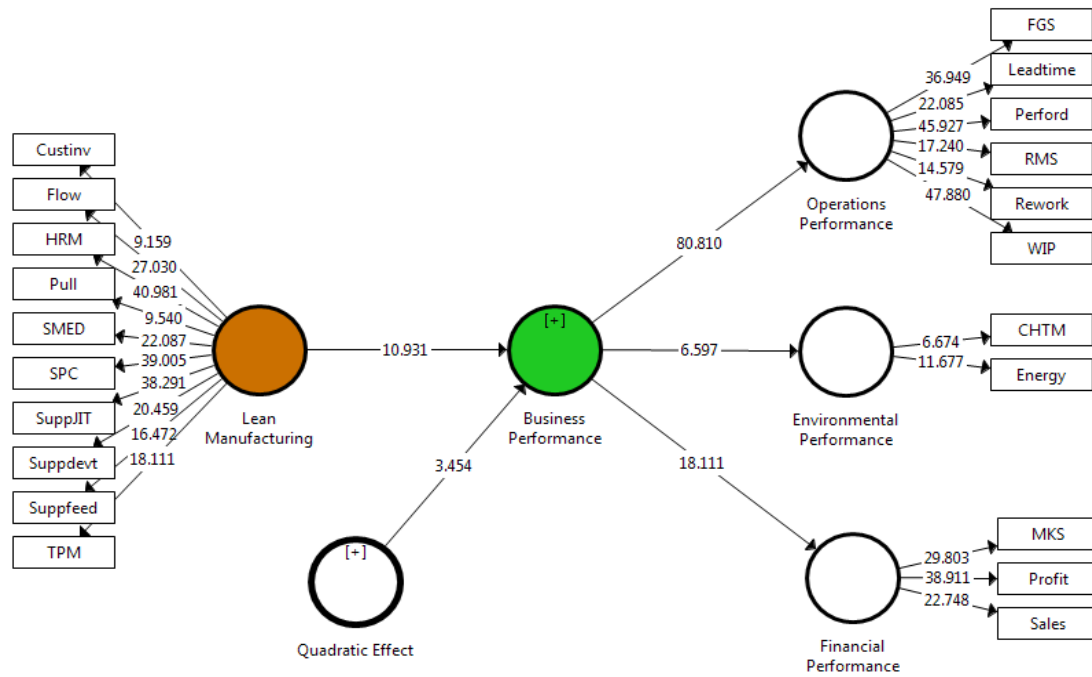 Custinv
Flow
HRM
Pull
SMED
SPC
SuppJIT
Suppdevt
Suppfeed
TPM
9.159
27.030
40.981
9.540
22.087
39.005
38.291
20.459
16.472
18.111
Lean
Manufacturing
10.931
[+]
Business
Performance
3.454
[+]
Quadratic Effect
80.810
6.597
18.111
Operations
Performance
36.949
22.085
45.927
17.240
14.579
47.880
FGS
Leadtime
Perford
RMS
Rework
WIP
Environmental
Performance
6.674
11.677
CHTM
Energy
Financial
Performance
29.803
38.911
22.748
MKS
Profit
Sales